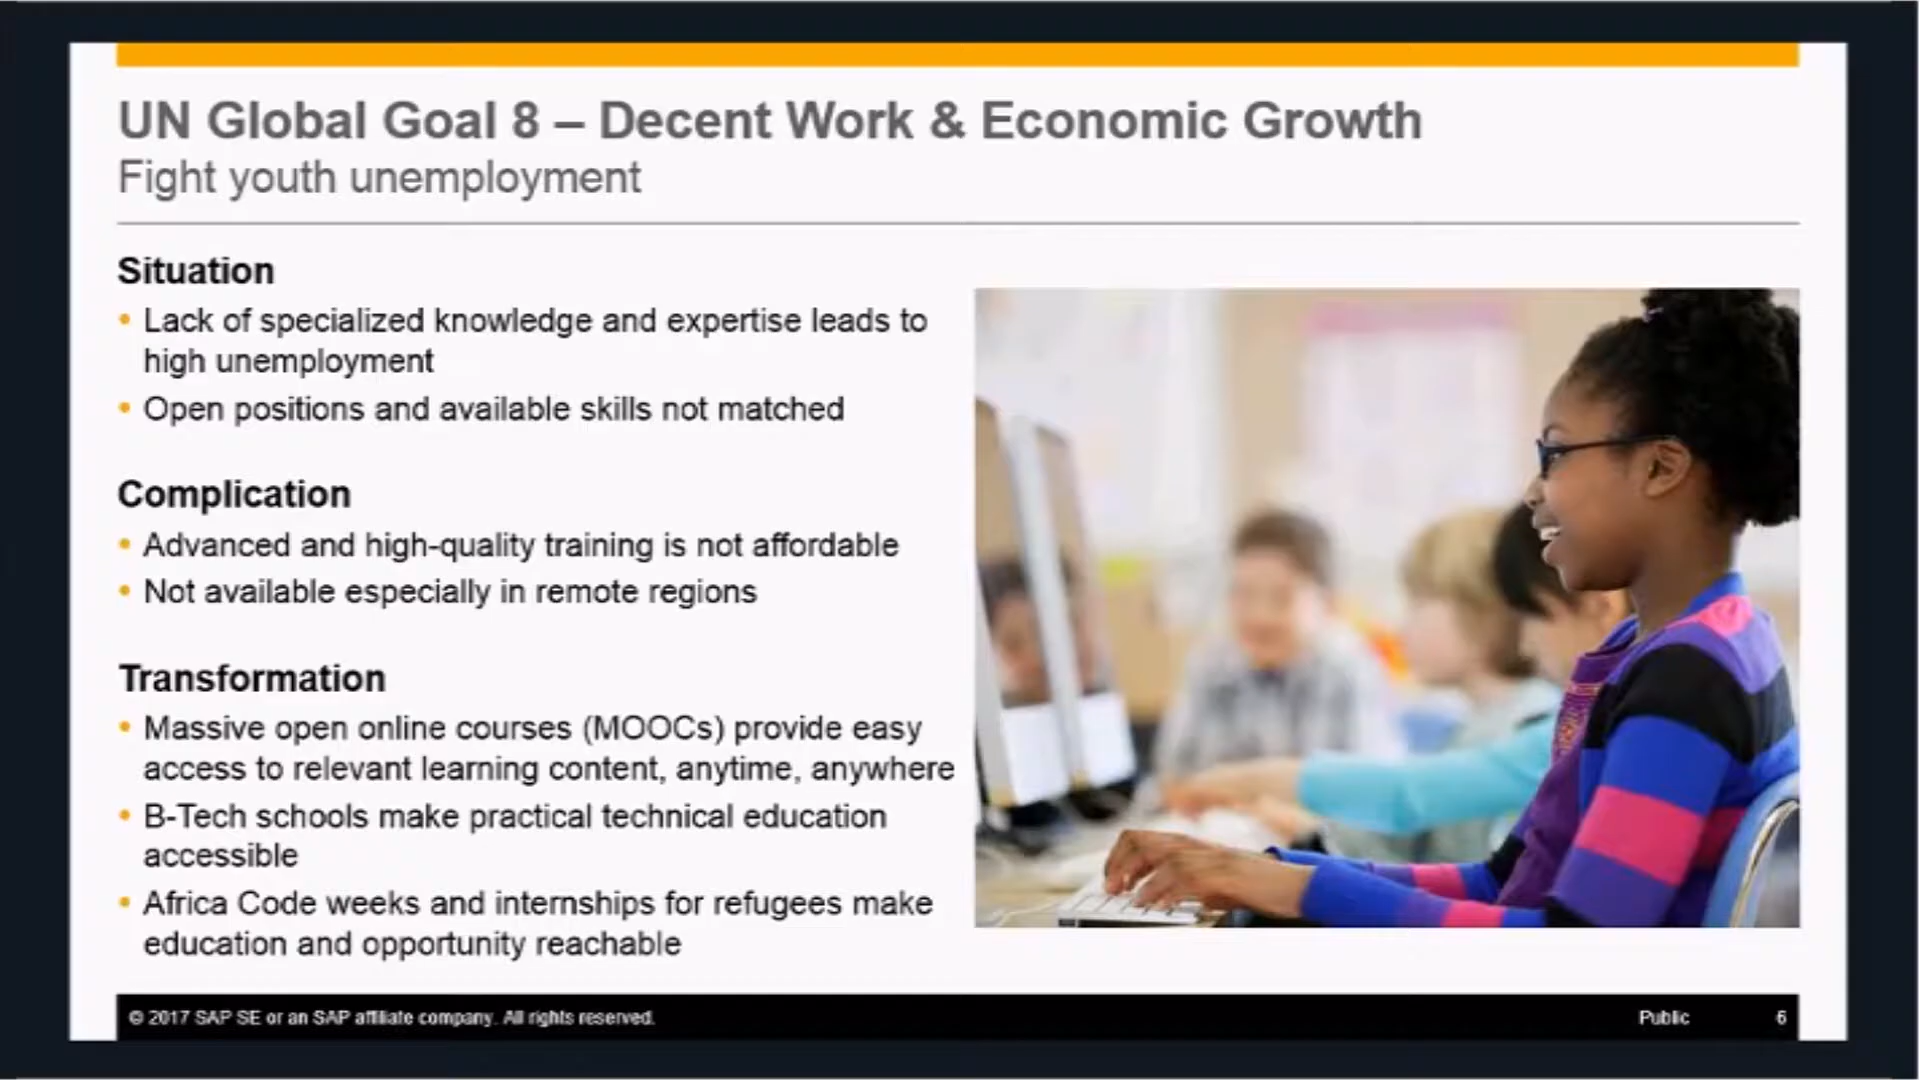 UN Global Goal 8 – Decent Work & Economic Growth
Fight youth unemployment
Situation
• Lack of specialized knowledge and expertise leads to
high unemployment
• Open positions and available skills not matched
Complication
• Advanced and high-quality training is not affordable
• Not available especially in remote regions
Transformation
• Massive open online courses (MOOCs) provide easy
access to relevant learning content, anytime, anywhere
• B-Tech schools make practical technical education
accessible
• Africa Code weeks and internships for refugees make
education and opportunity reachable
© 2017 SAP SE or an SAP affiliate company. All rights reserved.
Public 6